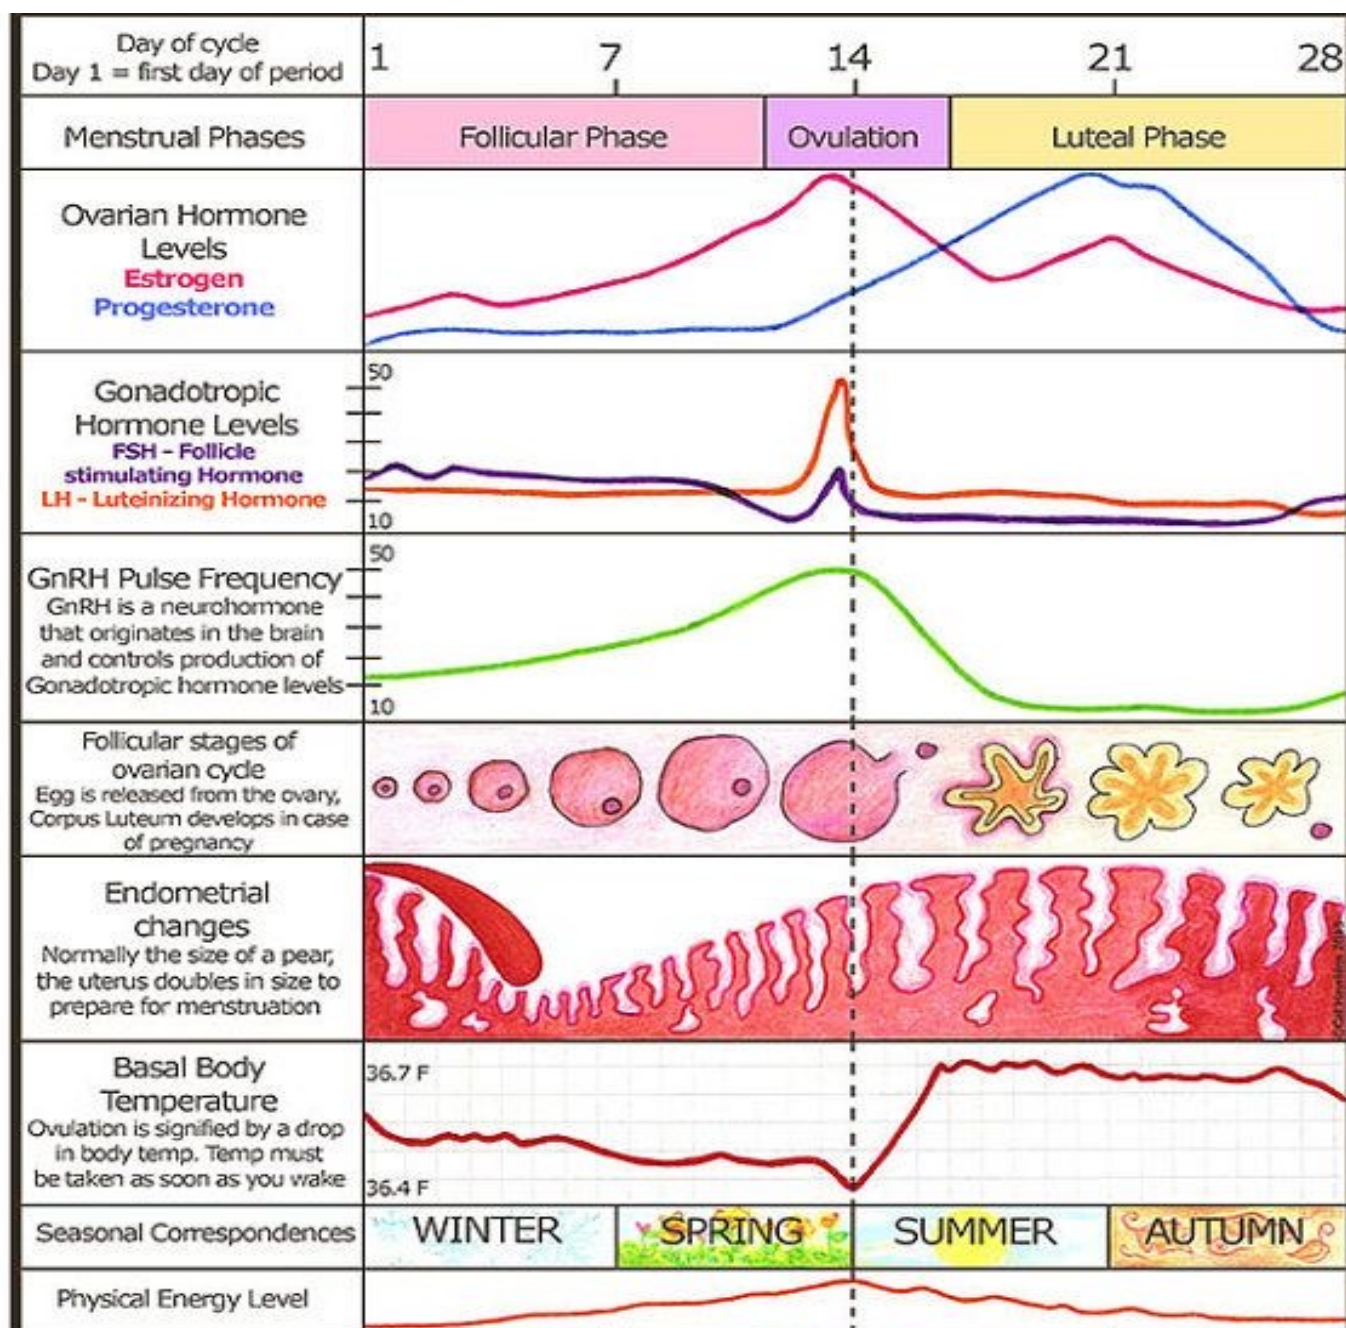 Day of cycle
Day 1 = first day of period
1 7 14 21 28
Menstrual Phases
Follicular Phase
Ovulation
Luteal Phase
Ovarian Hormone
Levels
Estrogen
Progesterone
Gonadotropic
Hormone Levels
FSH - Follicle
stimulating Hormone
LH - Luteinizing Hormone
50
10
GnRH Pulse Frequency
GnRH is a neurohormone
that originates in the brain
and controls production of
Gonadotropic hormone levels
50
10
Follicular stages of
ovarian cycle
Egg is released from the ovary,
Corpus Luteum develops in case
of pregnancy
Endometrial
changes
Normally the size of a pear,
the uterus doubles in size to
prepare for menstruation
Basal Body
Temperature
Ovulation is signified by a drop
in body temp. Temp must
be taken as soon as you wake
36.7 F
36.4 F
Seasonal Correspondences
WINTER
SPRING
SUMMER
AUTUMN
Physical Energy Level